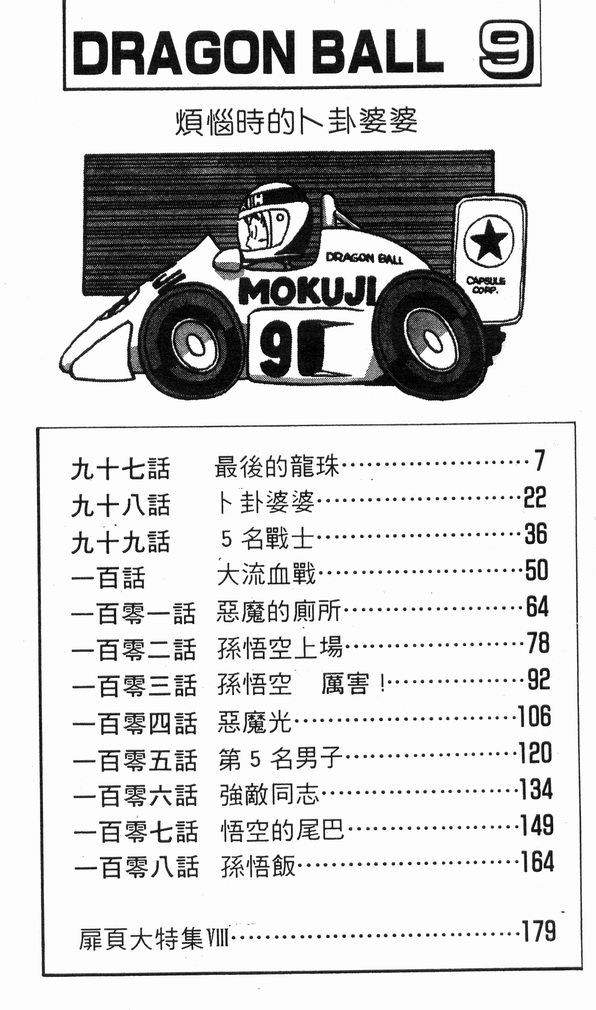 DRAGON BALL 9
煩惱時的卜卦婆婆
DRAGON BALL
MOKUJI
9
CAPSULE
CORP.
九十七話 最後的龍珠……………………7
九十八話 卜卦婆婆……………………22
九十九話 5名戰士……………………36
一百話 大流血戰……………………50
一百零一話 惡魔的廁所……………………64
一百零二話 孫悟空上場……………………78
一百零三話 孫悟空 厲害!……………………92
一百零四話 惡魔光……………………106
一百零五話 第5名男子……………………120
一百零六話 強敵同志……………………134
一百零七話 悟空的尾巴……………………149
一百零八話 孫悟飯……………………164
扉頁大特集VIII……………………179